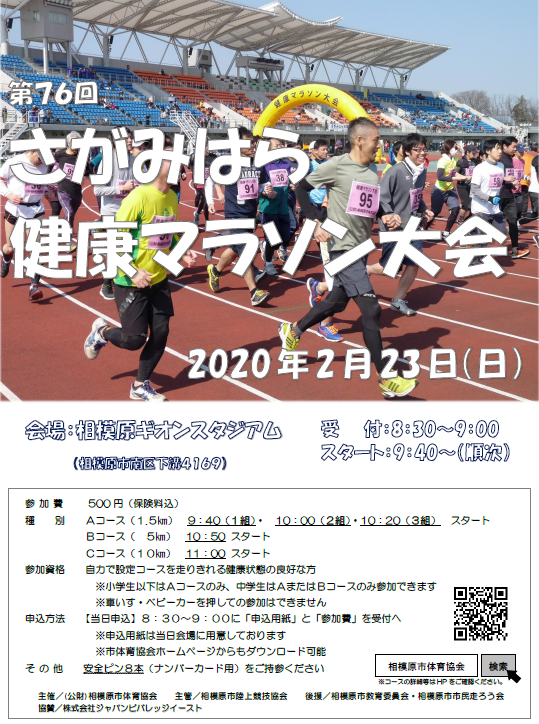 第76回
健康マラソン大会
さがみはら
健康マラソン大会
91
38
95
2020年2月23日(日)
会場:相模原ギオンスタジアム
(相模原市南区下溝4169)
受 付:8:30～9:00
スタート:9:40～(順次)
参 加 費 500円（保険料込）
種 別 Ａコース（1.5㎞） ９：４０（１組）・ １０：００（２組）・１０：２０（３組） スタート
Ｂコース（ ５㎞） １０：５０ スタート
Ｃコース（１０㎞） １１：００ スタート
参加資格 自力で設定コースを走りきれる健康状態の良好な方
※小学生以下はＡコースのみ、中学生はＡまたはＢコースのみ参加できます
※車いす・ベビーカーを押しての参加はできません
申込方法 【当日申込】８：３０～９：００に「申込用紙」と「参加費」を受付へ
※申込用紙は当日会場に用意しております
※市体育協会ホームページからもダウンロード可能
そ の 他 安全ピン８本（ナンバーカード用）をご持参ください
相模原市体育協会 検索
※コースの詳細等はHPをご確認ください。
主催／(公財)相模原市体育協会 主管／相模原市陸上競技協会 後援／相模原市教育委員会・相模原市市民走ろう会
協賛／株式会社ジャパンビバレッジイースト